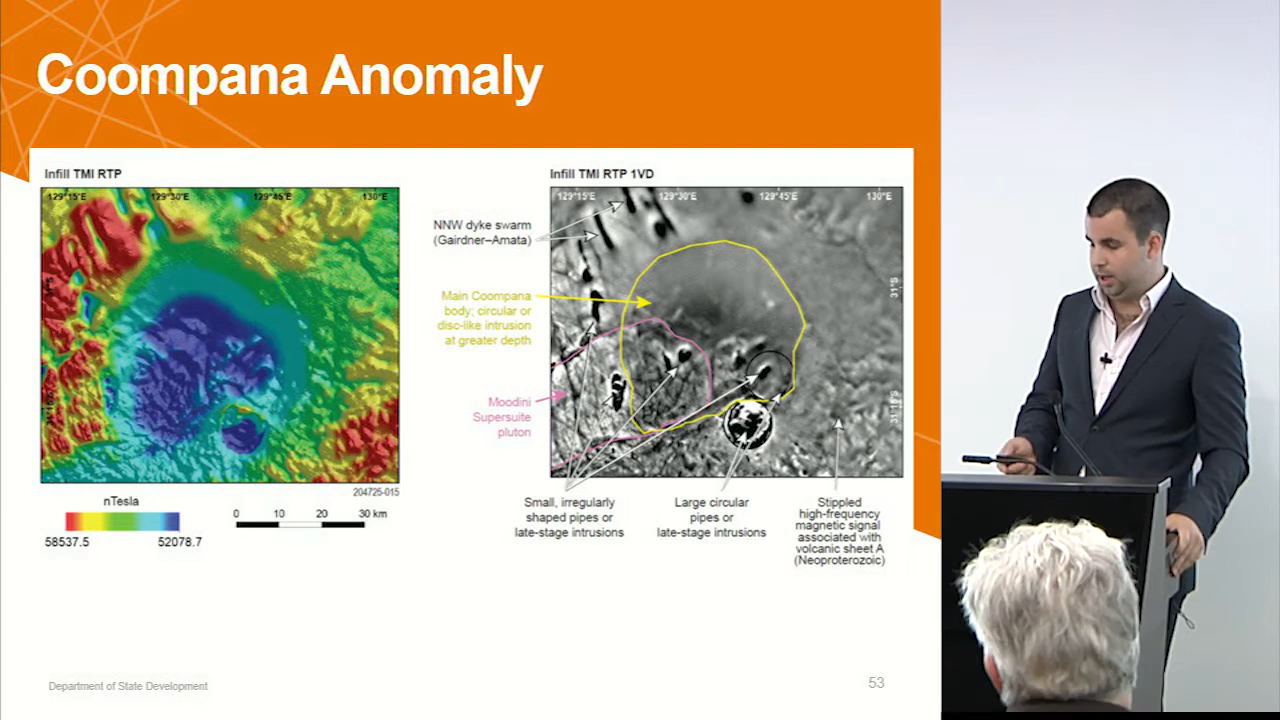 Coompana Anomaly
Infill TMI RTP
129°15'E
129°30'E
129°45'E
130°E
204725-015
nTesla
58537.5
52078.7
0
10
20
30 km
Infill TMI RTP 1VD
129°15'E
129°30'E
129°45'E
130°E
31°S
31°15'S
NNW dyke swarm
(Gairdner–Amata)
Main Coompana
body; circular or
disc-like intrusion
at greater depth
Moodini
Supersuite
pluton
Small, irregularly
shaped pipes or
late-stage intrusions
Large circular
pipes or
late-stage intrusions
Stippled
high-frequency
magnetic signal
associated with
volcanic sheet A
(Neoproterozoic)
Department of State Development
53